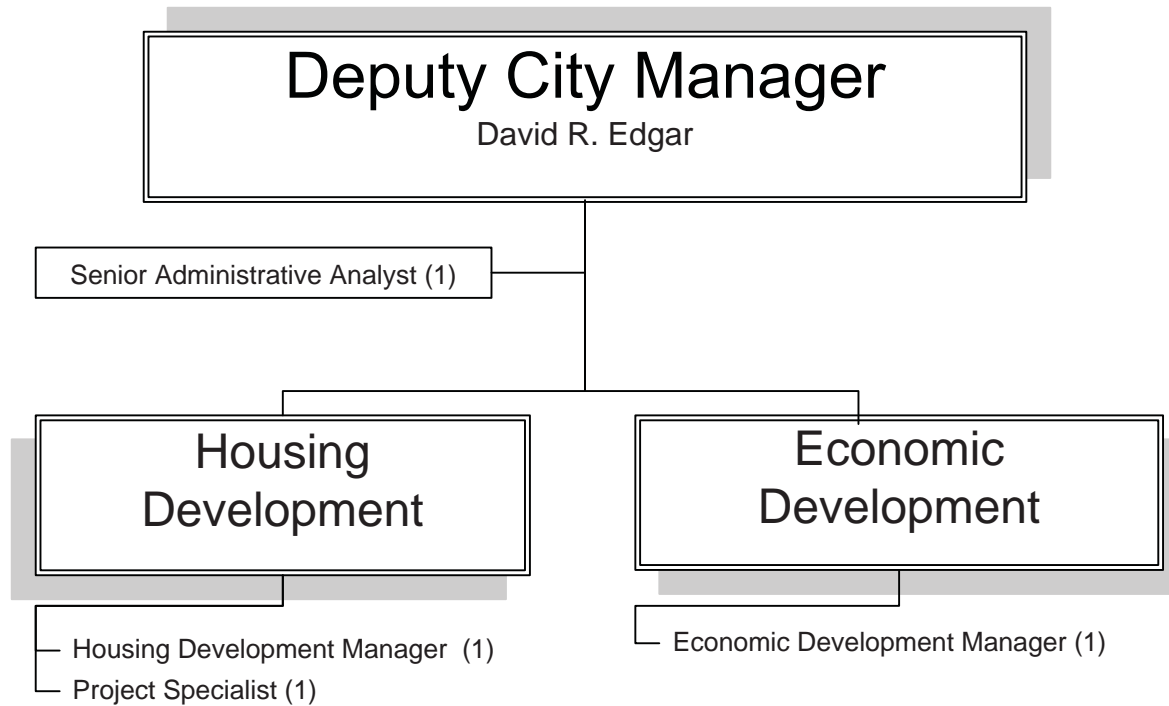 Deputy City Manager
David R. Edgar
Senior Administrative Analyst (1)
Housing
Development
Housing Development Manager (1)
Project Specialist (1)
Economic
Development
Economic Development Manager (1)